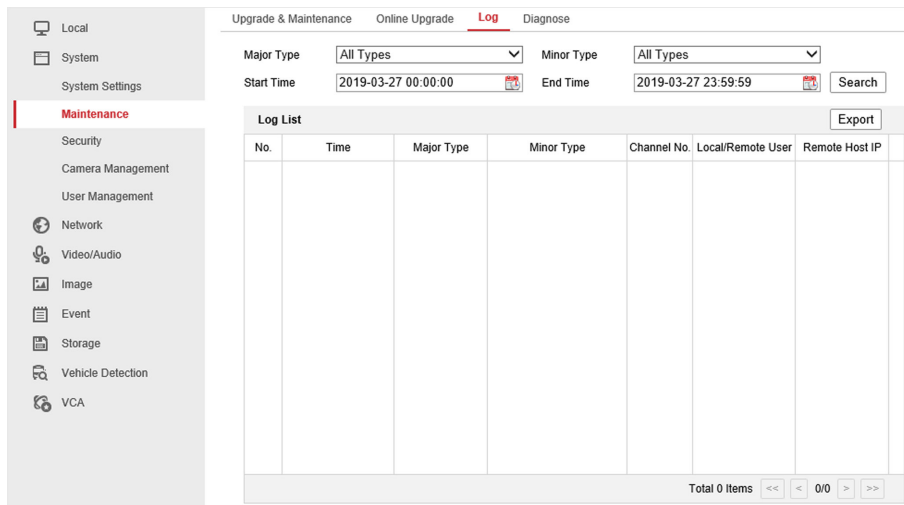 Local
System
System Settings
Maintenance
Security
Camera Management
User Management
Network
Video/Audio
Image
Event
Storage
Vehicle Detection
VCA
Upgrade & Maintenance Online Upgrade Log Diagnose
Major Type All Types Minor Type All Types
Start Time 2019-03-27 00:00:00 End Time 2019-03-27 23:59:59 Search
Log List Export
No. Time Major Type Minor Type Channel No. Local/Remote User Remote Host IP
Total 0 Items << < 0/0 > >>